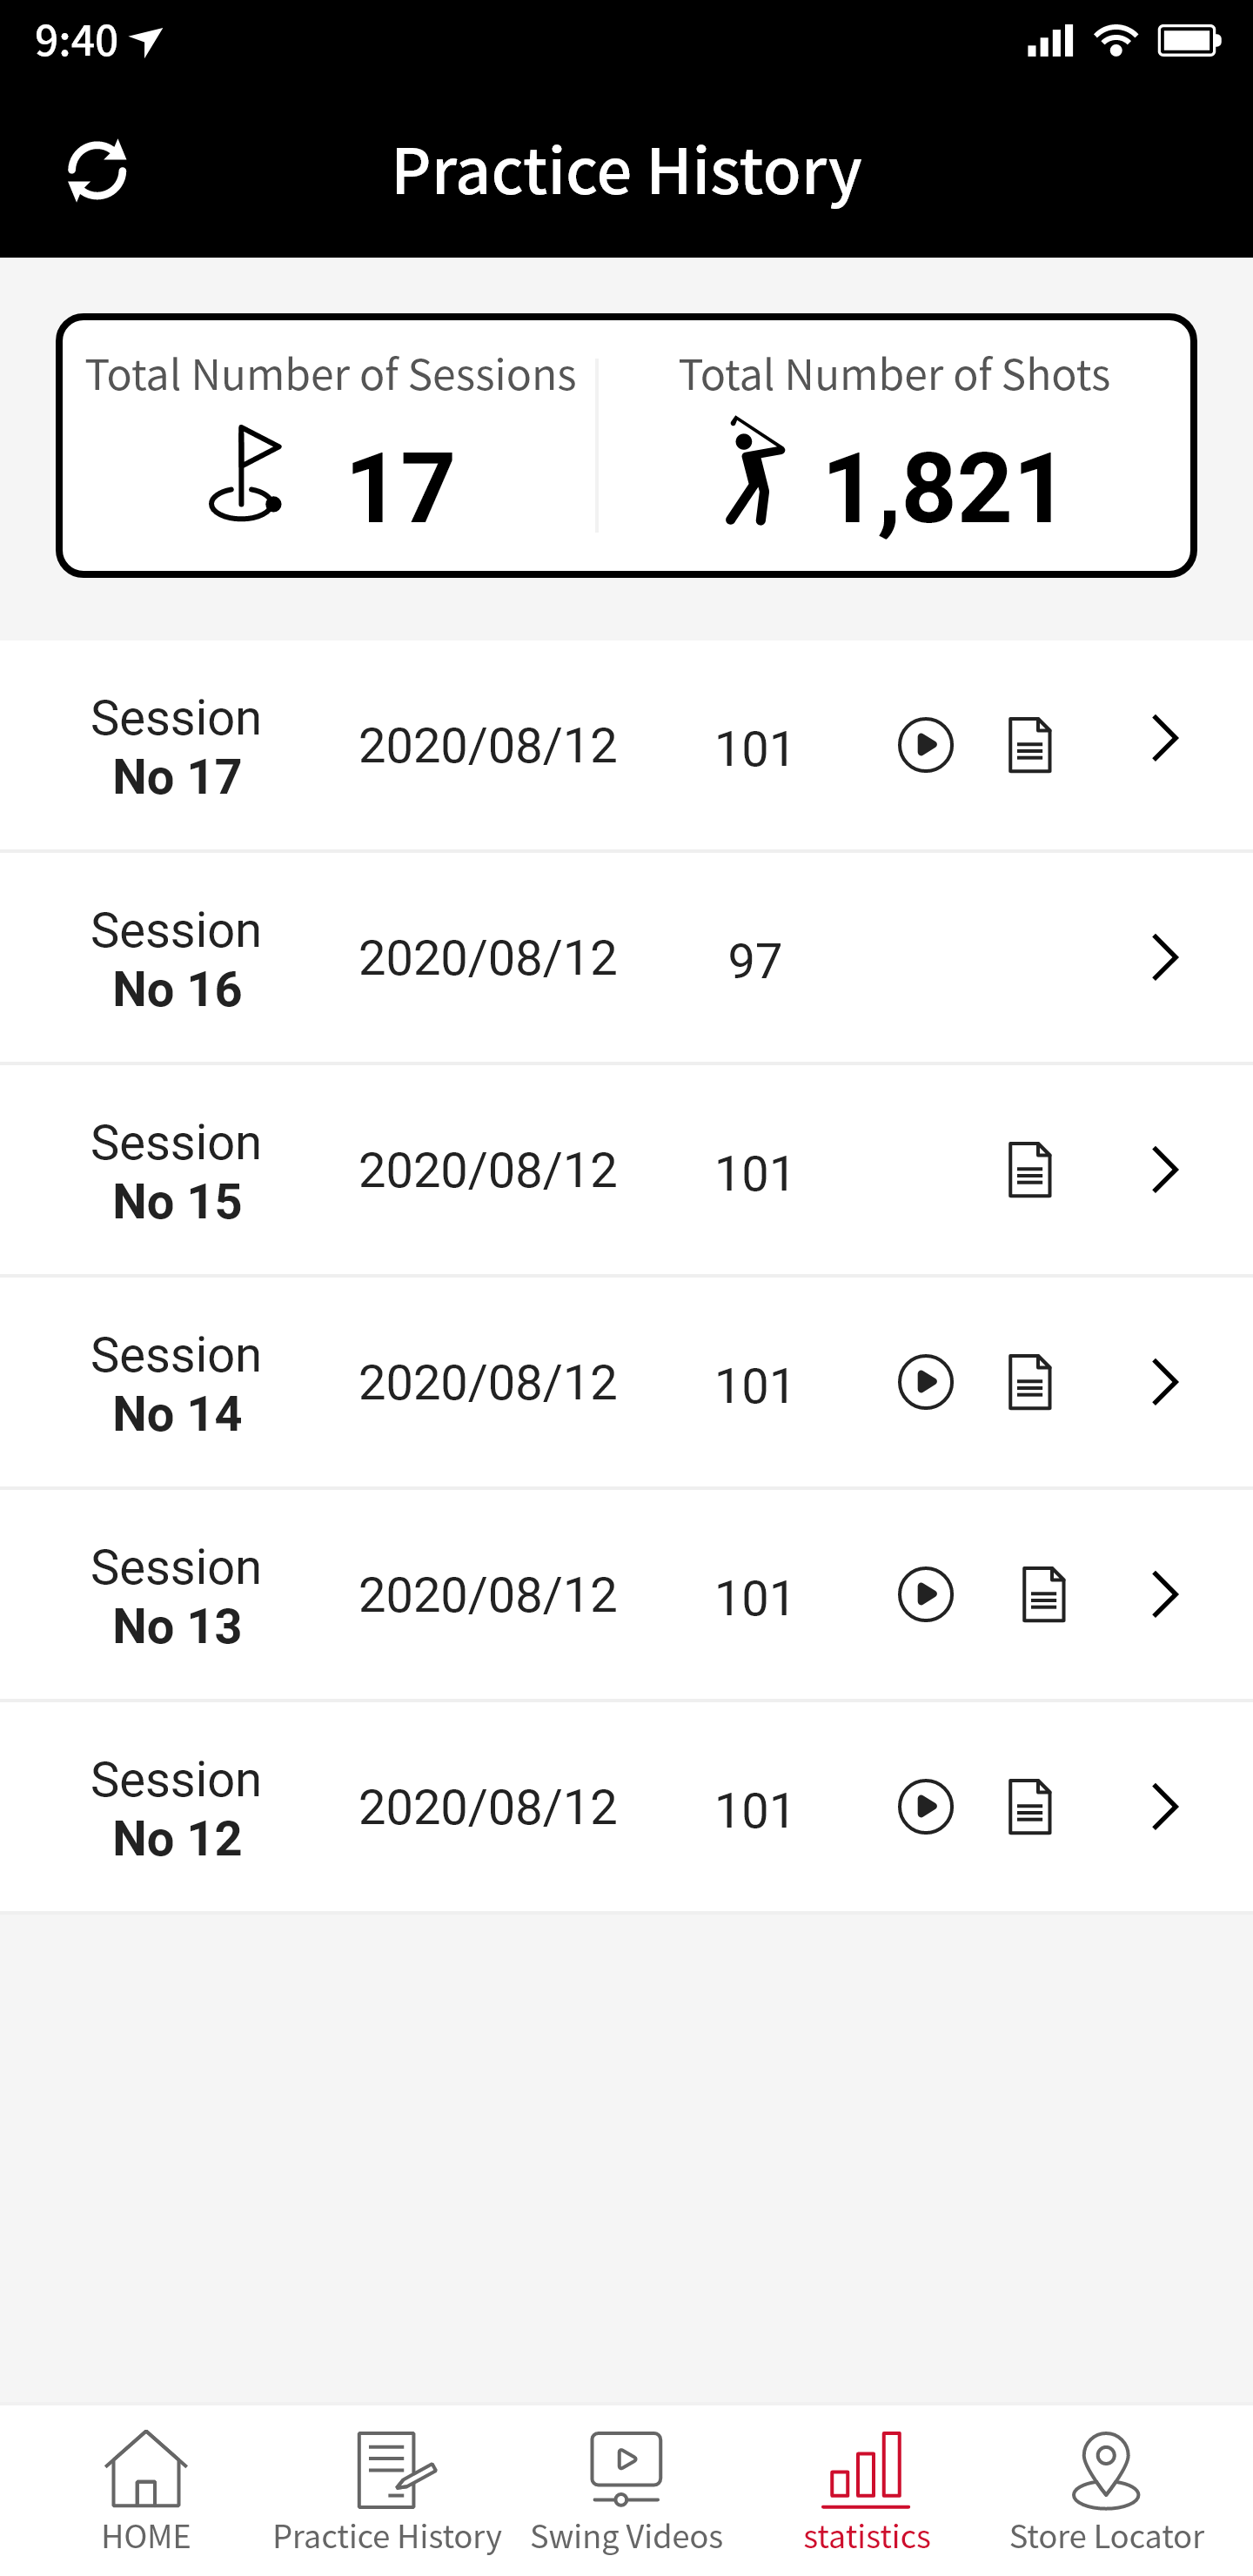 9:40
Practice History
Total Number of Sessions
17
Total Number of Shots
1,821
Session
No 17
2020/08/12
101
Session
No 16
2020/08/12
97
Session
No 15
2020/08/12
101
Session
No 14
2020/08/12
101
Session
No 13
2020/08/12
101
Session
No 12
2020/08/12
101
HOME
Practice History
Swing Videos
statistics
Store Locator